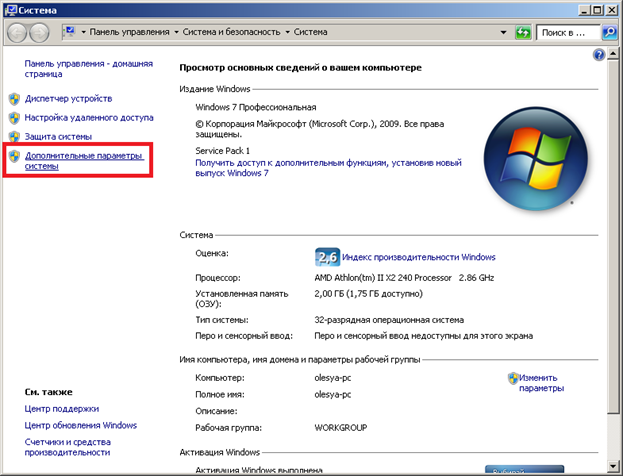 Система
Панель управления
Система и безопасность
Система
Поиск в ...
Панель управления - домашняя
страница
Диспетчер устройств
Настройка удаленного доступа
Защита системы
Дополнительные параметры
системы
См. также
Центр поддержки
Центр обновления Windows
Счетчики и средства
производительности
Просмотр основных сведений о вашем компьютере
Издание Windows
Windows 7 Профессиональная
© Корпорация Майкрософт (Microsoft Corp.), 2009. Все права
защищены.
Service Pack 1
Получить доступ к дополнительным функциям, установив новый
выпуск Windows 7
Система
Оценка:
2,6 Индекс производительности Windows
Процессор:
AMD Athlon(tm) II X2 240 Processor 2.86 GHz
Установленная память
(ОЗУ):
2,00 ГБ (1,75 ГБ доступно)
Тип системы:
32-разрядная операционная система
Перо и сенсорный ввод:
Перо и сенсорный ввод недоступны для этого экрана
Имя компьютера, имя домена и параметры рабочей группы
Компьютер:
olesya-pc
Изменить
параметры
Полное имя:
olesya-pc
Описание:
Рабочая группа:
WORKGROUP
Активация Windows
Активация Windows выполнена